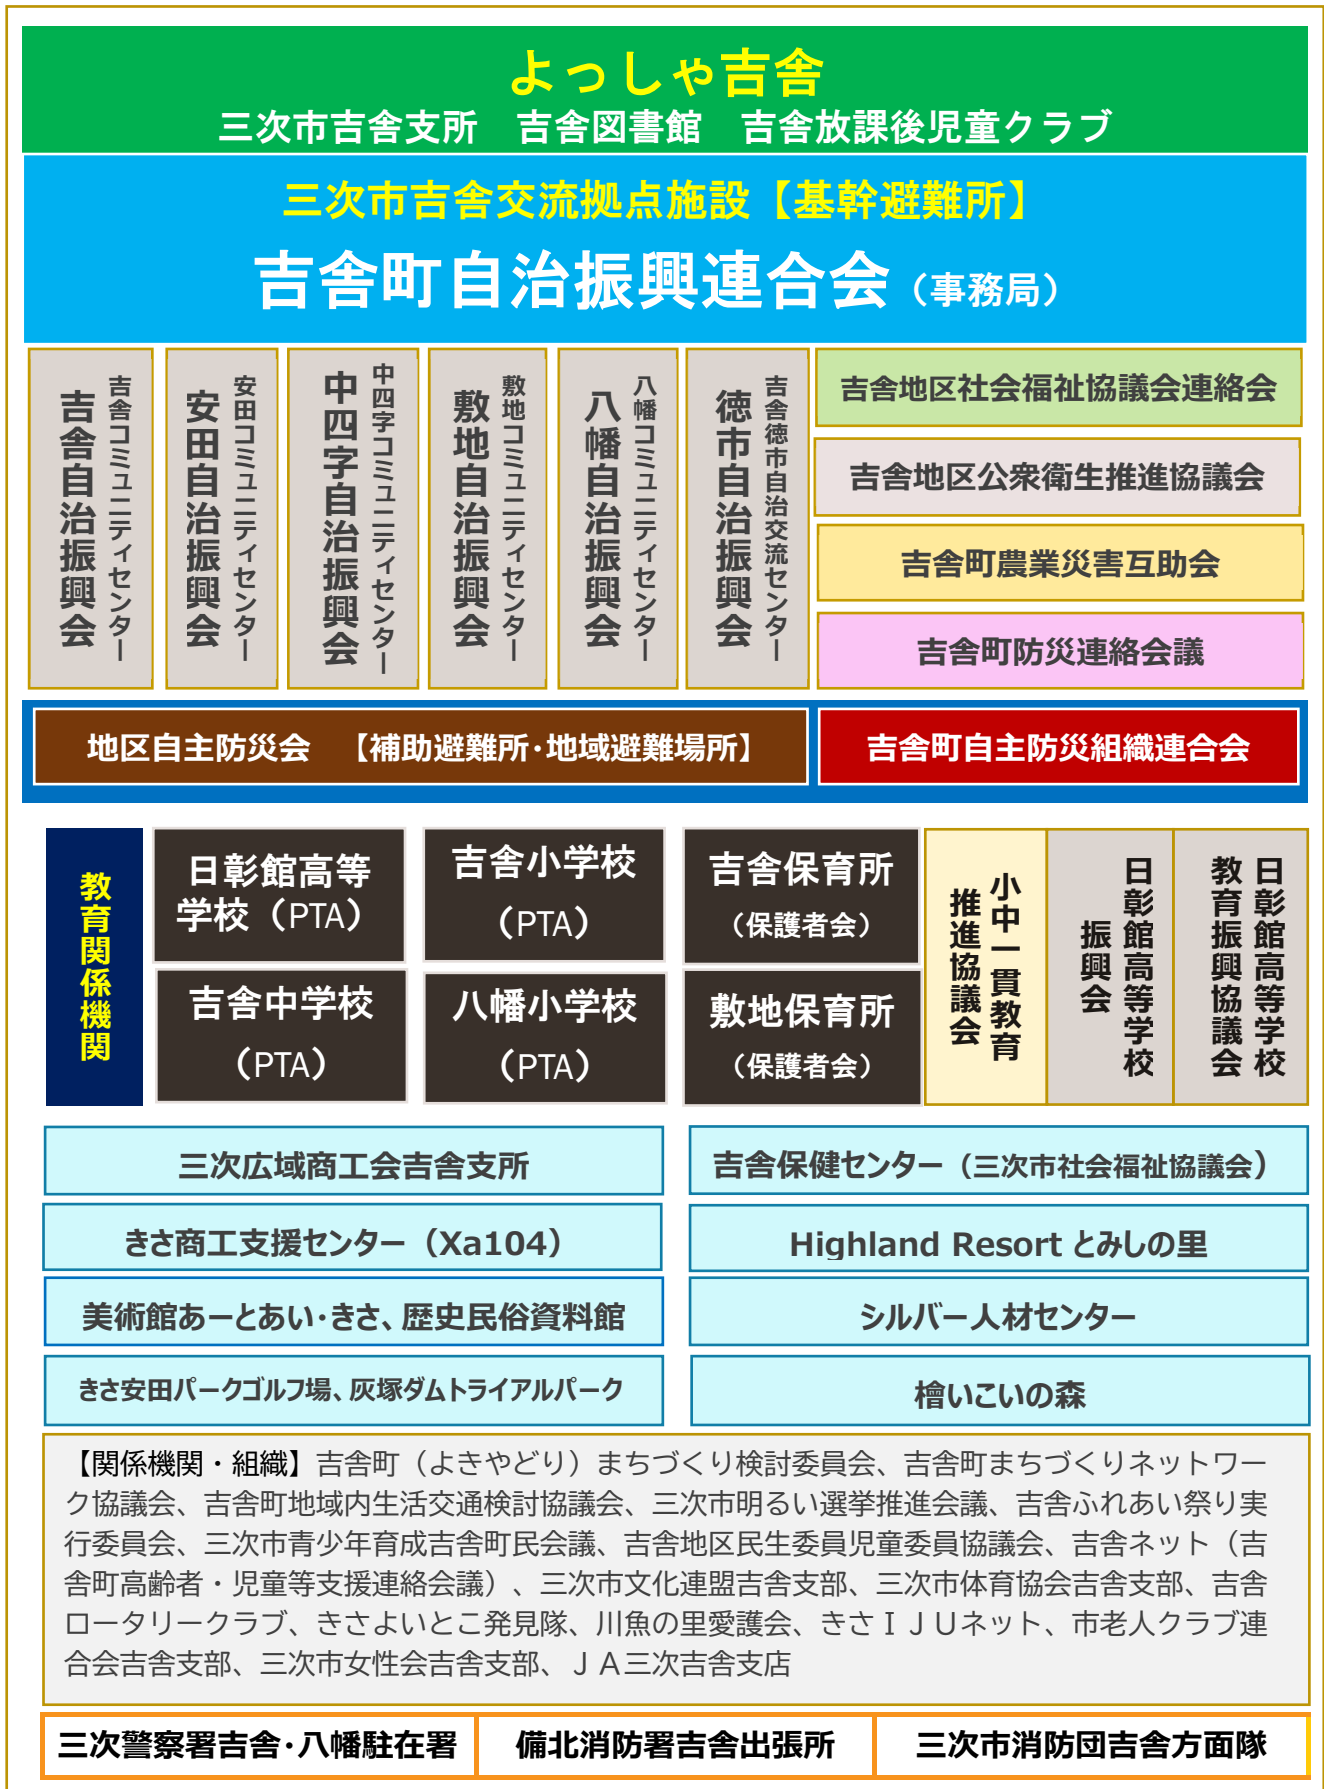 よっしゃ吉舎
三次市吉舎支所　吉舎図書館　吉舎放課後児童クラブ
三次市吉舎交流拠点施設【基幹避難所】
吉舎町自治振興連合会（事務局）
吉舎コミュニティセンター
吉舎自治振興会
安田コミュニティセンター
安田自治振興会
中四字コミュニティセンター
中四字自治振興会
敷地コミュニティセンター
敷地自治振興会
八幡コミュニティセンター
八幡自治振興会
吉舎徳市自治交流センター
徳市自治振興会
吉舎地区社会福祉協議会連絡会
吉舎地区公衆衛生推進協議会
吉舎町農業災害互助会
吉舎町防災連絡会議
地区自主防災会　【補助避難所･地域避難場所】
吉舎町自主防災組織連合会
教育関係機関
日彰館高等
学校（PTA）
吉舎小学校
（PTA）
吉舎保育所
（保護者会）
吉舎中学校
（PTA）
八幡小学校
（PTA）
敷地保育所
（保護者会）
小中一貫教育
推進協議会
日彰館高等学校
振興会
日彰館高等学校
教育振興協議会
三次広域商工会吉舎支所
吉舎保健センター（三次市社会福祉協議会）
きさ商工支援センター（Xa104）
Highland Resort とみしの里
美術館あーとあい･きさ、歴史民俗資料館
シルバー人材センター
きさ安田パークゴルフ場、灰塚ダムトライアルパーク
檜いこいの森
【関係機関・組織】吉舎町（よきやどり）まちづくり検討委員会、吉舎町まちづくりネットワー
ク協議会、吉舎町地域内生活交通検討協議会、三次市明るい選挙推進会議、吉舎ふれあい祭り実
行委員会、三次市青少年育成吉舎町民会議、吉舎地区民生委員児童委員協議会、吉舎ネット（吉
舎町高齢者・児童等支援連絡会議）、三次市文化連盟吉舎支部、三次市体育協会吉舎支部、吉舎
ロータリークラブ、きさよいとこ発見隊、川魚の里愛護会、きさＩＪＵネット、市老人クラブ連
合会吉舎支部、三次市女性会吉舎支部、ＪＡ三次吉舎支店
三次警察署吉舎･八幡駐在署
備北消防署吉舎出張所
三次市消防団吉舎方面隊